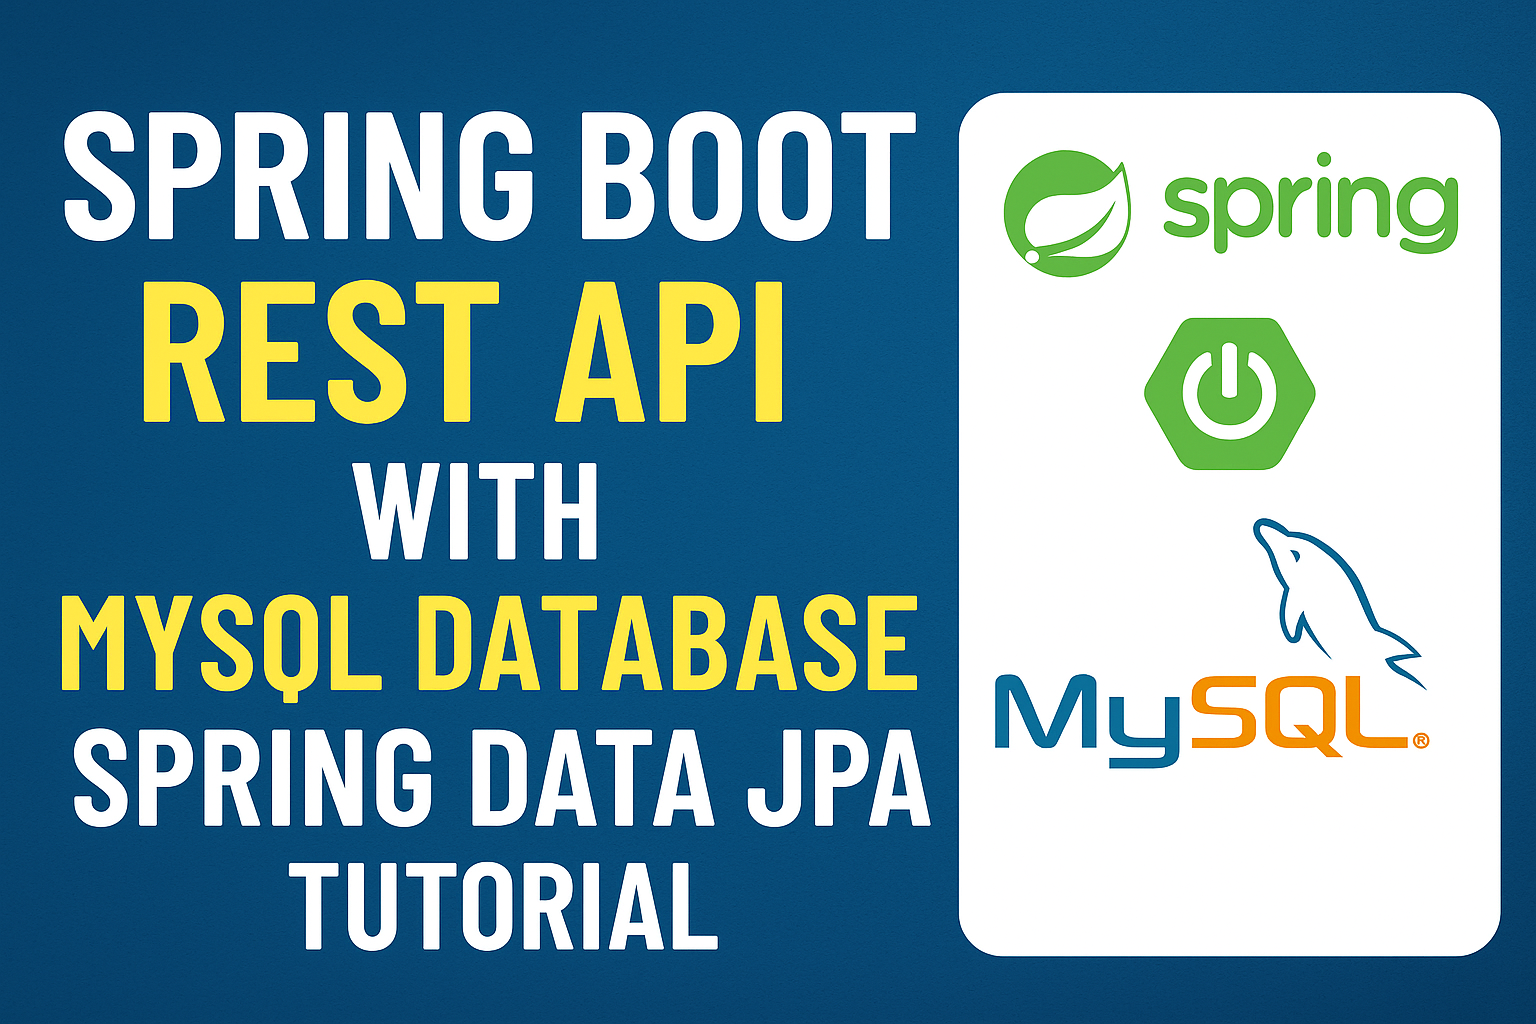 SPRING BOOT
REST API
WITH
MYSQL DATABASE
SPRING DATA JPA
TUTORIAL
spring
MySQL®